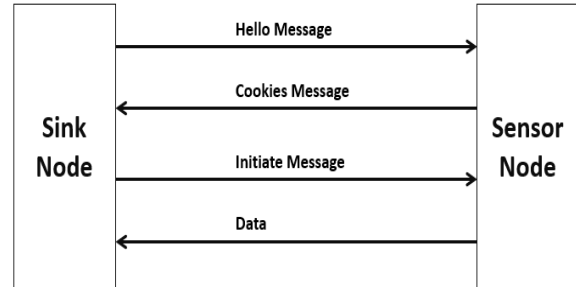 Hello Message
Cookies Message
Sink
Node
Sensor
Node
Initiate Message
Data